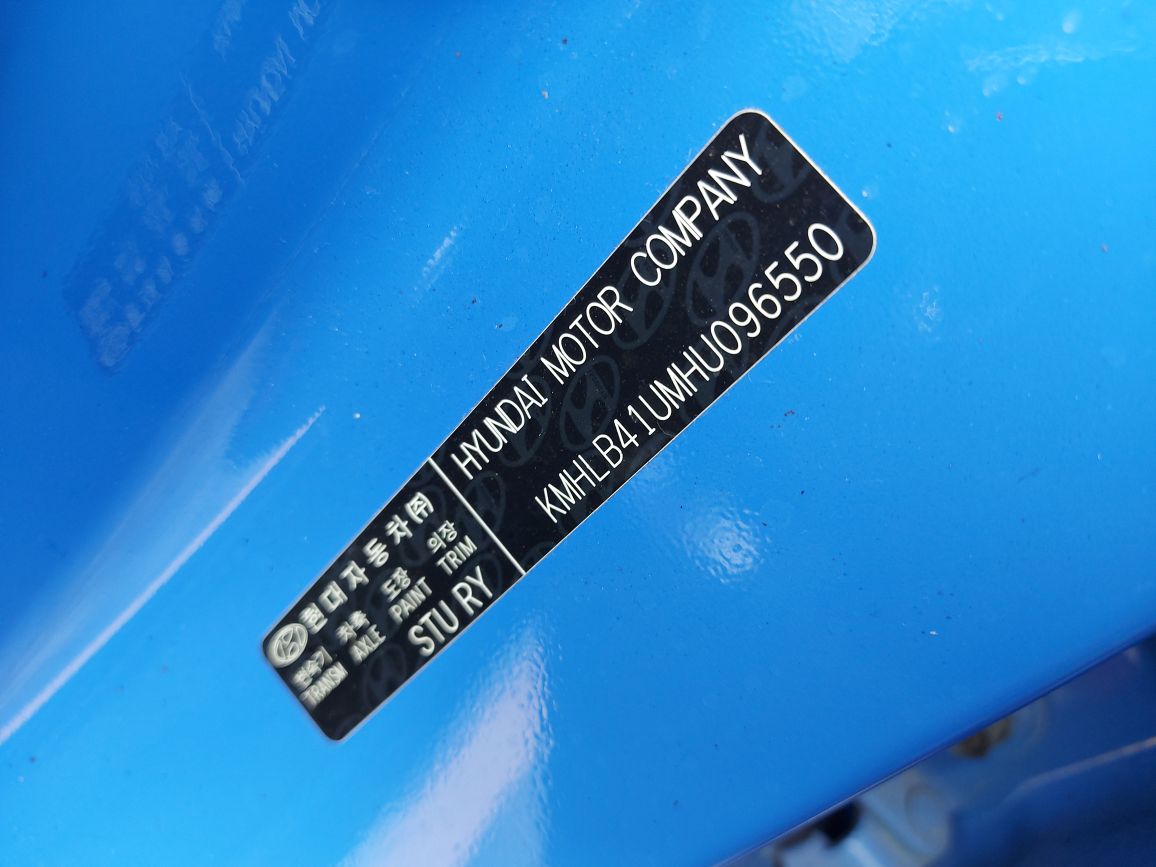 현대자동차(주)
변속기 차축 도장 의장
TRANSM AXLE PAINT TRIM
STU RY
HYUNDAI MOTOR COMPANY
KMHLB41UMHU096550